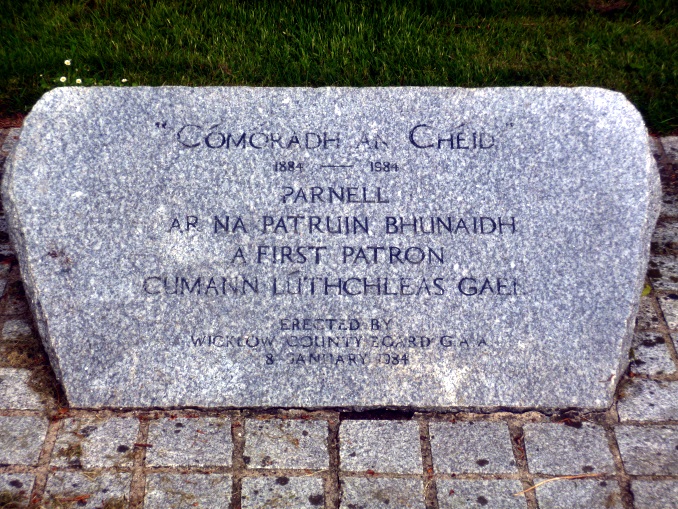 "CÓMÓRADH AN CHÉID"
1884 — 1984
PARNELL
AR NA PATRUIN BHUNAIDH
A FIRST PATRON
CUMANN LÚTHCHLEAS GAEL
ERECTED BY
WICKLOW COUNTY BOARD G.A.A.
8 JANUARY 1984